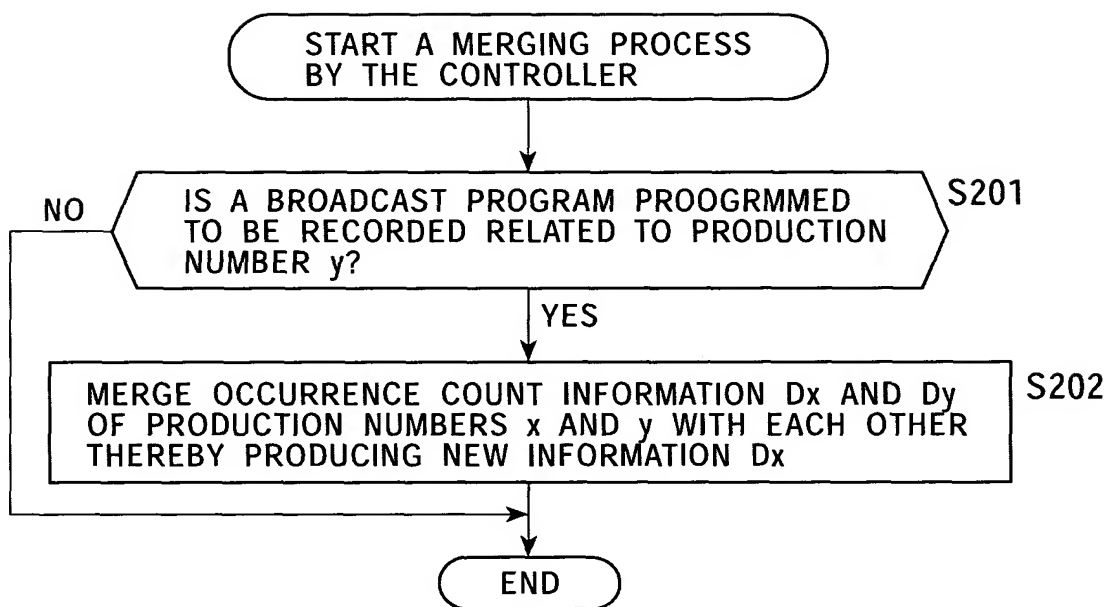 START A MERGING PROCESS
BY THE CONTROLLER
IS A BROADCAST PROGRAM PROOGRMMED
TO BE RECORDED RELATED TO PRODUCTION
NUMBER y?
S201
NO
YES
MERGE OCCURRENCE COUNT INFORMATION Dx AND Dy
OF PRODUCTION NUMBERS x AND y WITH EACH OTHER
THEREBY PRODUCING NEW INFORMATION Dx
S202
END